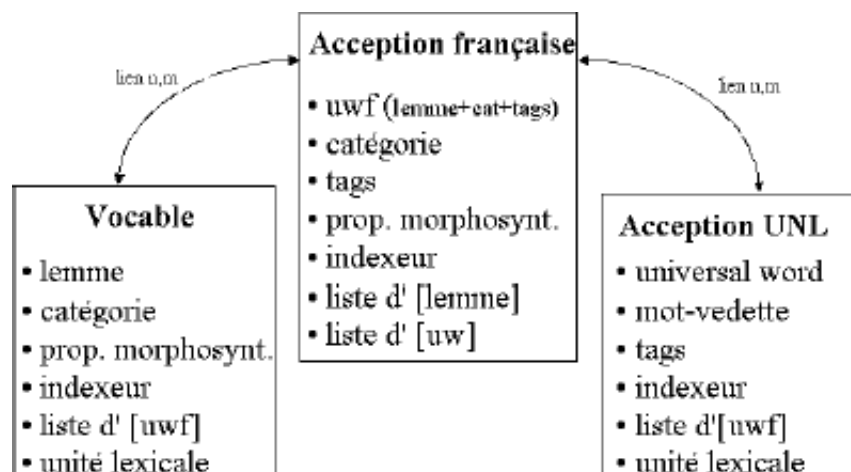 Acception française
lien n,m
lien n,m
• uwf (lemme+cat+tags)
• catégorie
• tags
• prop. morphosynt.
• indexeur
• liste d' [lemme]
• liste d' [uw]
Vocable
• lemme
• catégorie
• prop. morphosynt.
• indexeur
• liste d' [uwf]
• unité lexicale
Acception UNL
• universal word
• mot-vedette
• tags
• indexeur
• liste d'[uwf]
• unité lexicale